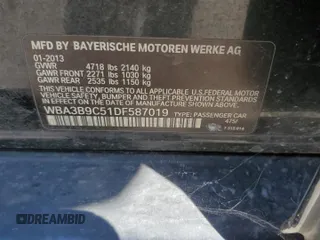 MFD BY BAYERISCHE MOTOREN WERKE AG
01-2013
GVWR 4718 lbs 2140 kg
GAWR FRONT 2271 lbs 1030 kg
GAWR REAR 2535 lbs 1150 kg
THIS VEHICLE CONFORMS TO ALL APPLICABLE U.S. FEDERAL MOTOR
VEHICLE SAFETY, BUMPER, AND THEFT PREVENTION STANDARDS
IN EFFECT ON THE DATE OF MANUFACTURE SHOWN ABOVE.
WBA3B9C51DF587019 TYPE: PASSENGER CAR
475/
DREAMBID